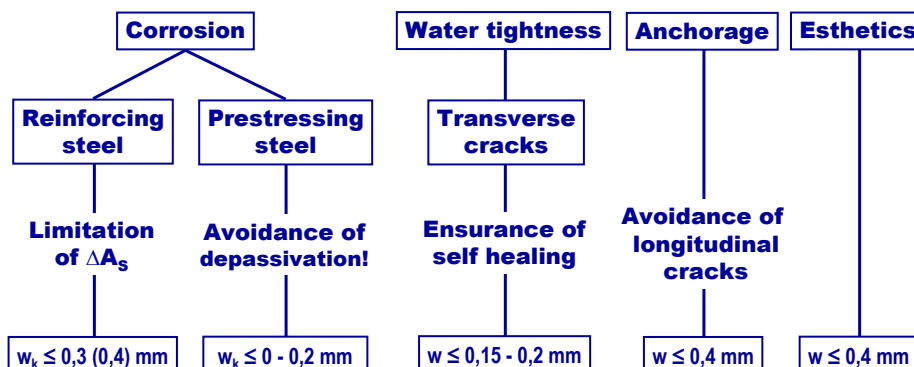 Corrosion
Water tightness
Anchorage
Esthetics
Reinforcing
steel
Prestressing
steel
Transverse
cracks
Limitation
of ΔAs
Avoidance of
depassivation!
Ensurance of
self healing
Avoidance of
longitudinal
cracks
wk ≤ 0,3 (0,4) mm
wk ≤ 0 - 0,2 mm
w ≤ 0,15 - 0,2 mm
w ≤ 0,4 mm
w ≤ 0,4 mm